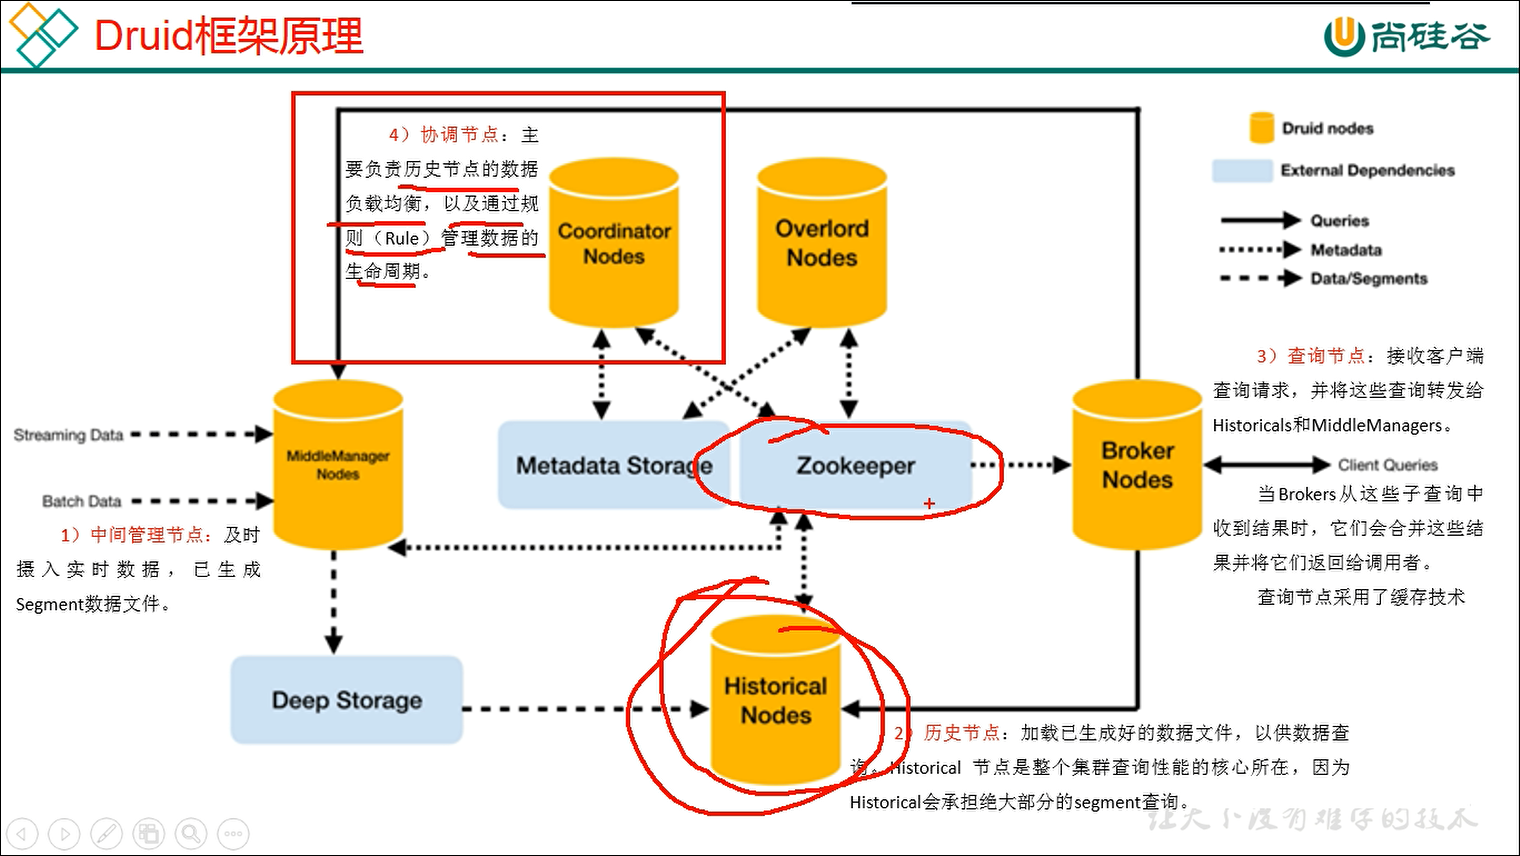 Druid框架原理
尚硅谷
4）协调节点：主
要负责历史节点的数据
负载均衡，以及通过规
则（Rule）管理数据的
生命周期。
Coordinator
Nodes
Overlord
Nodes
Druid nodes
External Dependencies
Queries
Metadata
Data/Segments
3）查询节点：接收客户端
查询请求，并将这些查询转发给
Historicals和MiddleManagers。
Streaming Data
Batch Data
MiddleManager
Nodes
Metadata Storage
Zookeeper
Broker
Nodes
Client Queries
当Brokers从这些子查询中
收到结果时，它们会合并这些结
果并将它们返回给调用者。
查询节点采用了缓存技术
1）中间管理节点：及时
摄入实时数据，已生成
Segment数据文件。
Deep Storage
Historical
Nodes
2）历史节点：加载已生成好的数据文件，以供数据查
询。Historical 节点是整个集群查询性能的核心所在，因为
Historical会承担绝大部分的segment查询。
让天下没有难学的技术